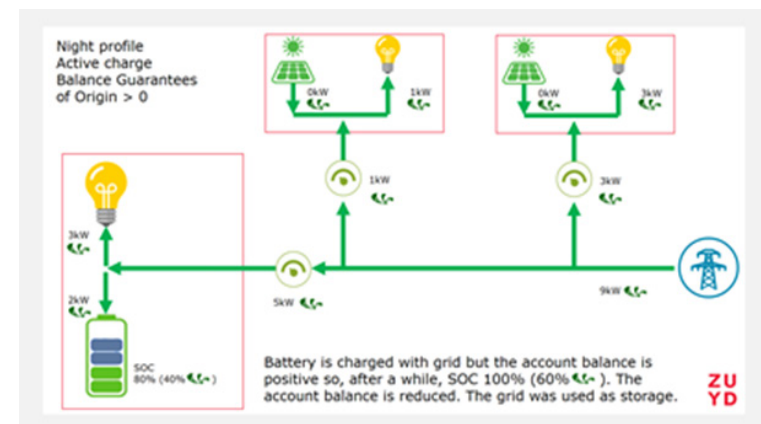 Night profile
Active charge
Balance Guarantees
of Origin > 0
0kW
1kW
0kW
3kW
1kW
3kW
3kW
5kW
9kW
2kW
SOC
80% (40% )
Battery is charged with grid but the account balance is
positive so, after a while, SOC 100% (60% ). The
account balance is reduced. The grid was used as storage.
ZU
YD